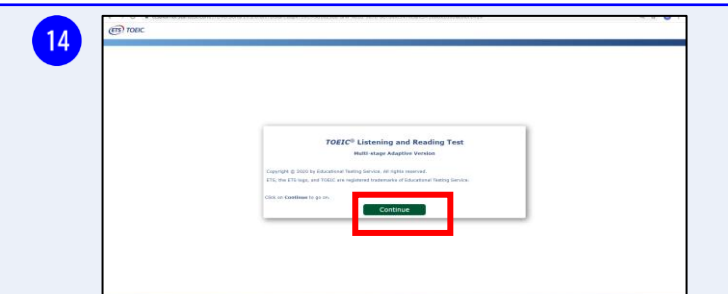 14
ETS TOEIC
TOEIC® Listening and Reading Test
Multi-stage Adaptive Version
Copyright © 2020 by Educational Testing Service. All rights reserved.
ETS, the ETS logo, and TOEIC are registered trademarks of Educational Testing Service.
Click on Continue to go on.
Continue